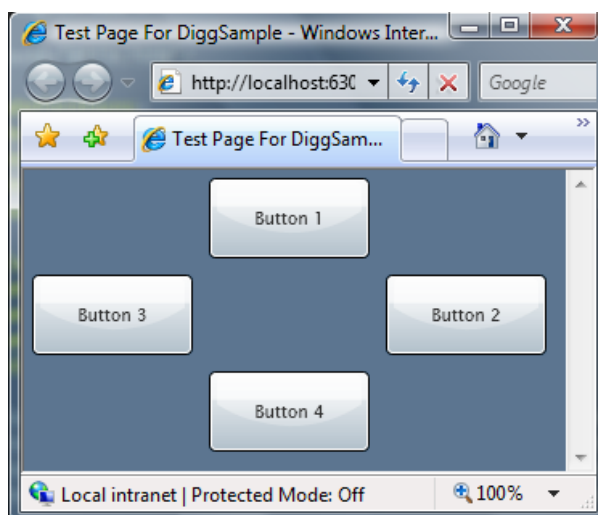 Test Page For DiggSample - Windows Inter...
http://localhost:630
Google
Test Page For DiggSam...
Button 1
Button 3
Button 2
Button 4
Local intranet | Protected Mode: Off
100%